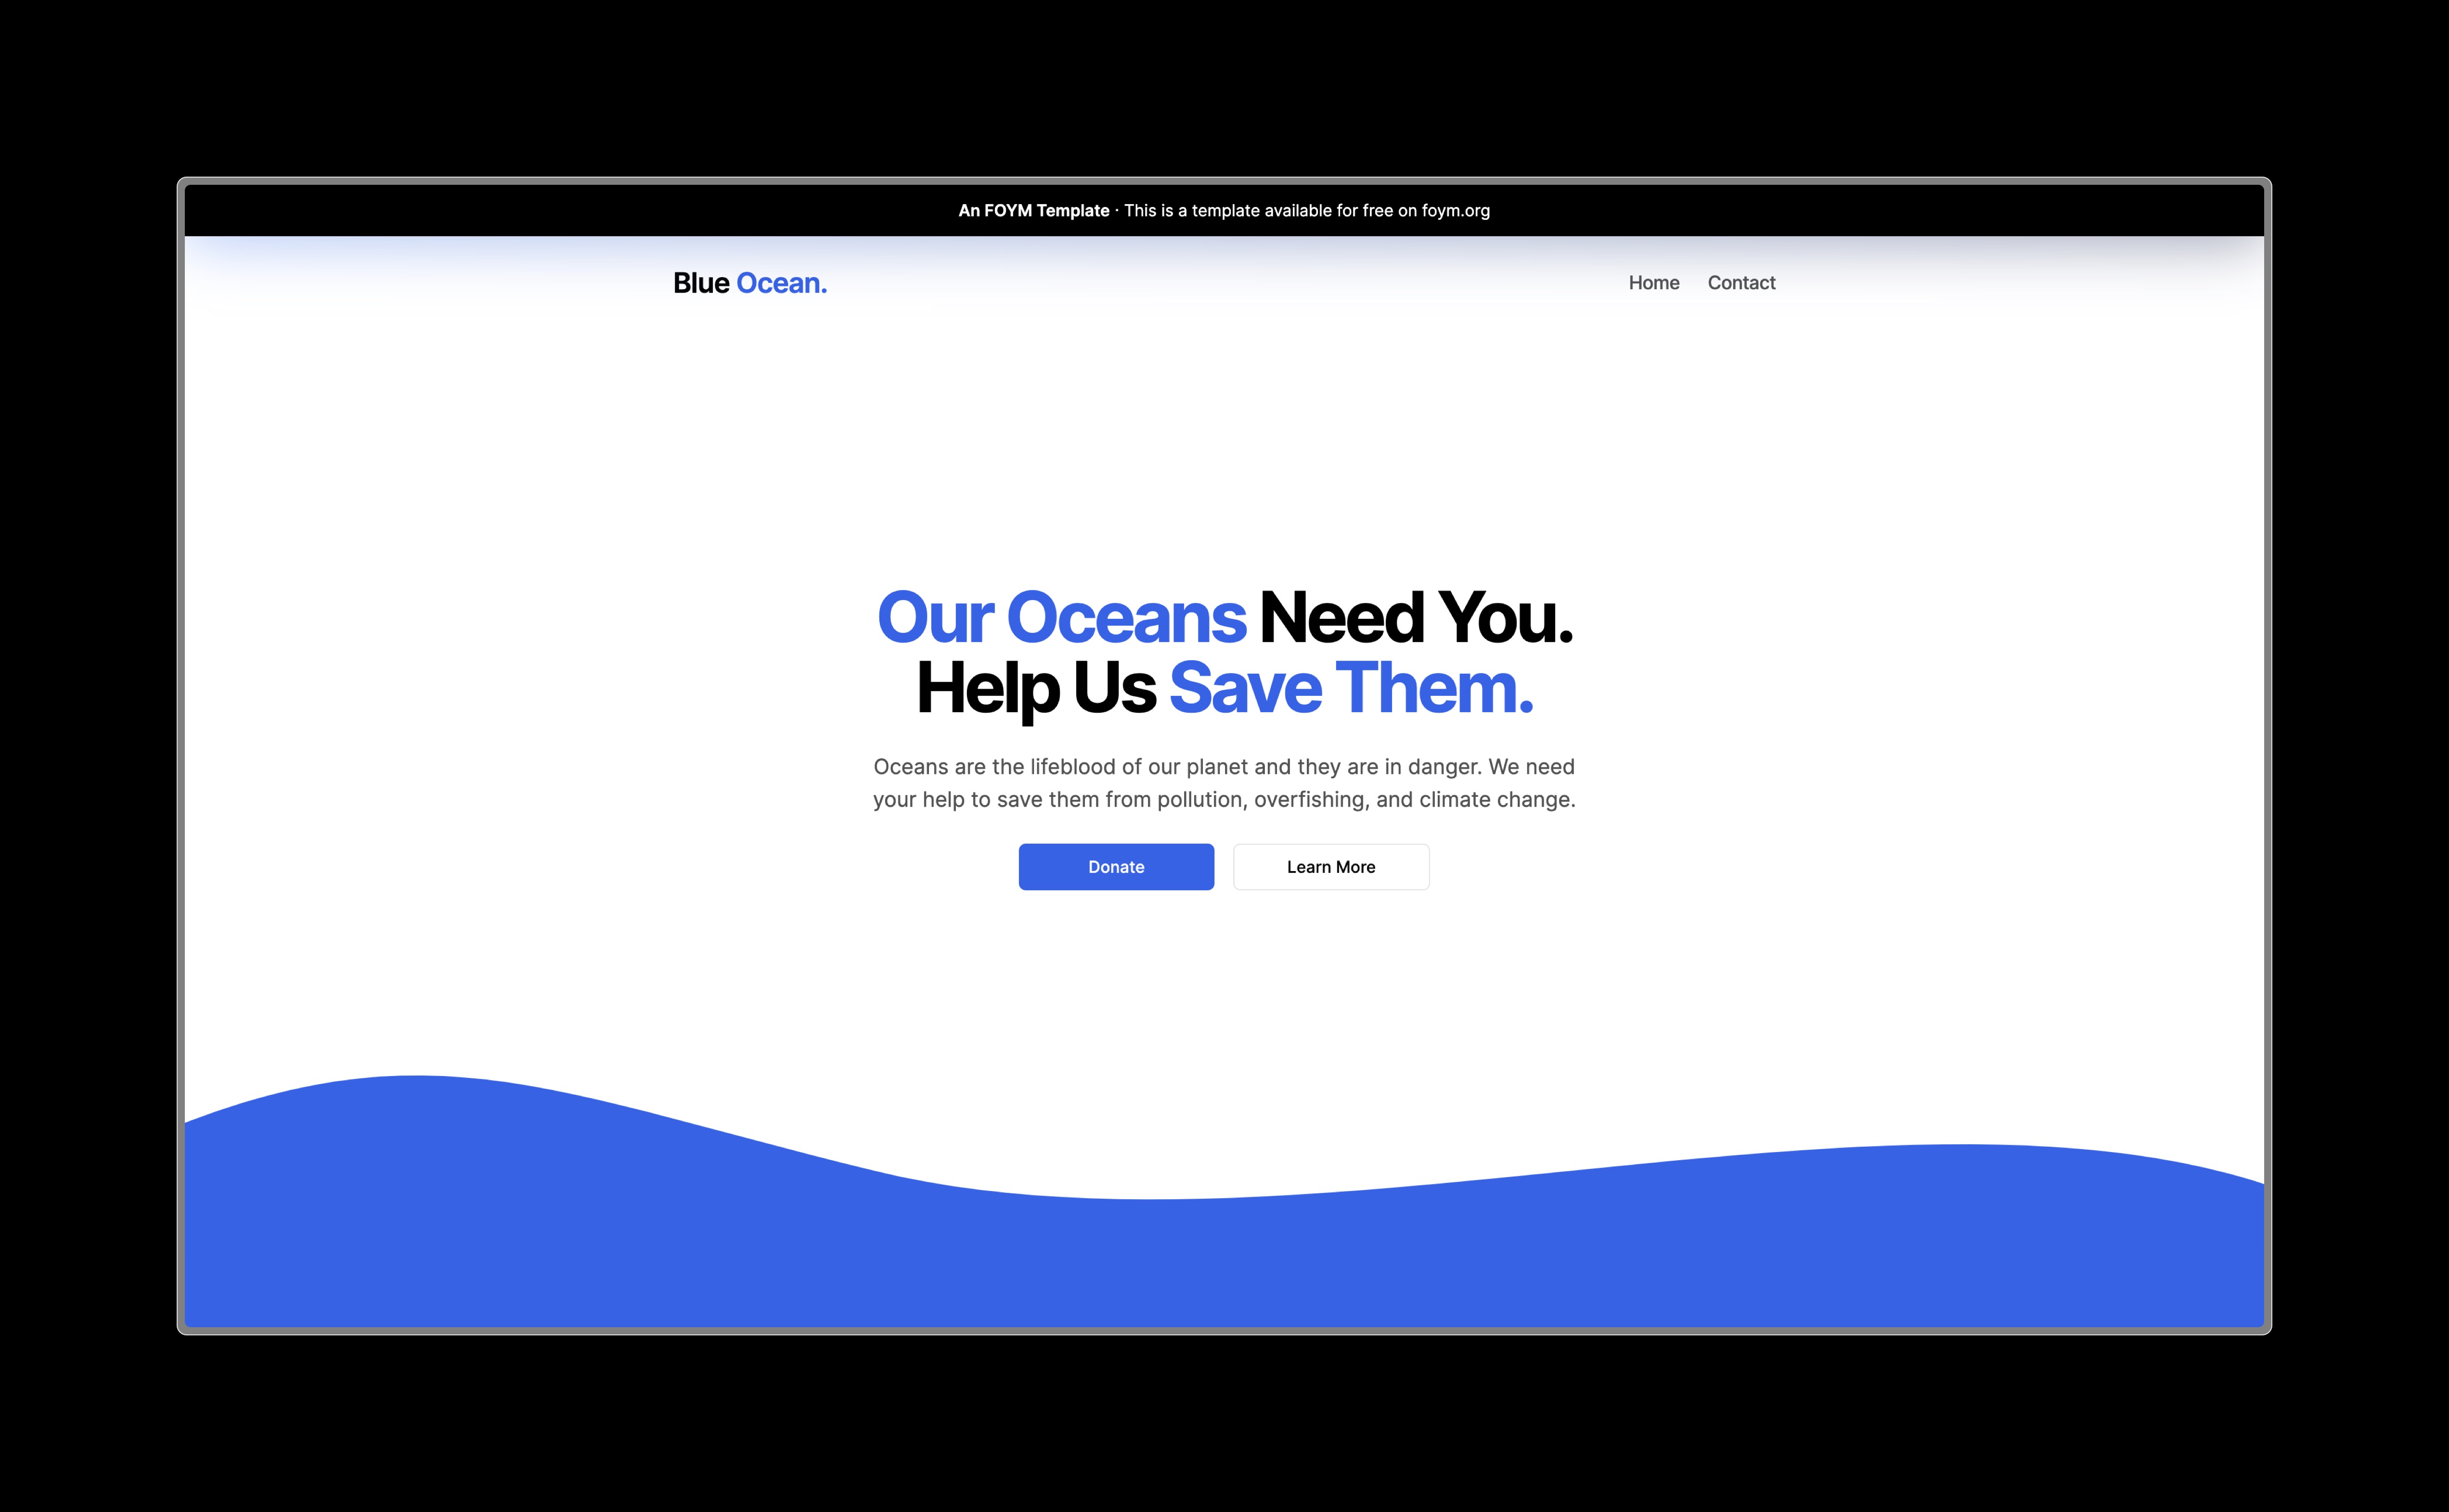 An FOYM Template · This is a template available for free on foym.org
Blue Ocean.
Home Contact
Our Oceans Need You.
Help Us Save Them.
Oceans are the lifeblood of our planet and they are in danger. We need
your help to save them from pollution, overfishing, and climate change.
Donate Learn More